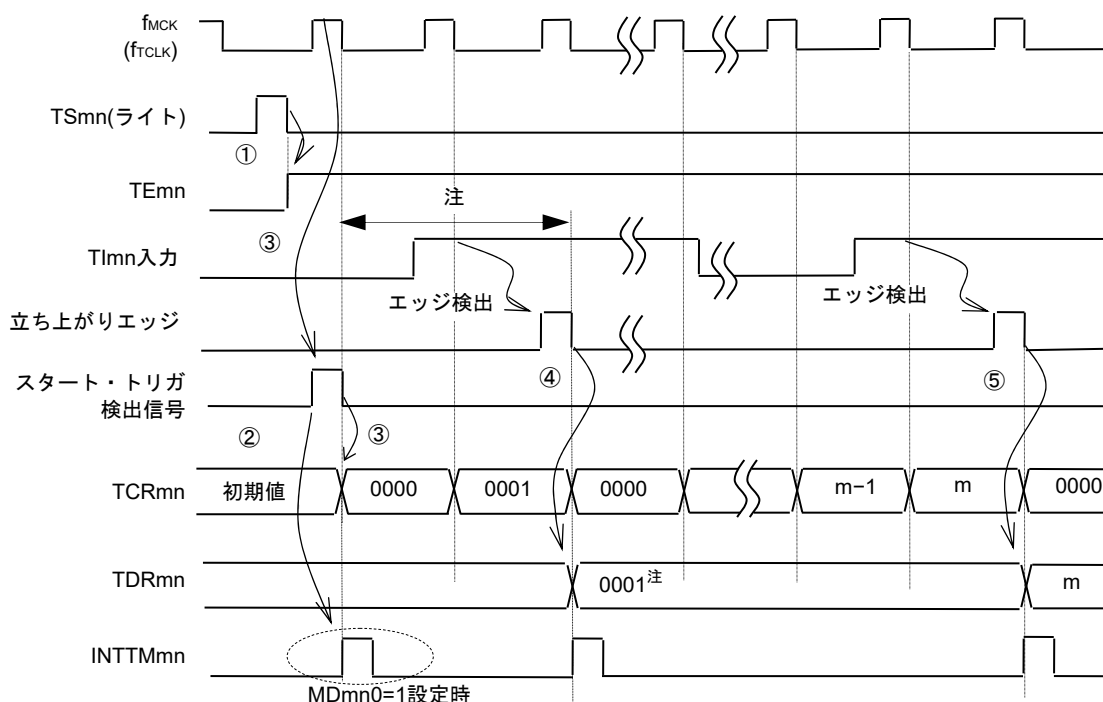 fMCK
(fTCLK)
TSmn(ライト)
①
TEmn
注
③
TImn入力
エッジ検出
エッジ検出
立ち上がりエッジ
④
⑤
スタート・トリガ
検出信号
②
③
TCRmn
初期値
0000
0001
0000
m−1
m
0000
TDRmn
0001注
m
INTTMmn
MDmn0=1設定時